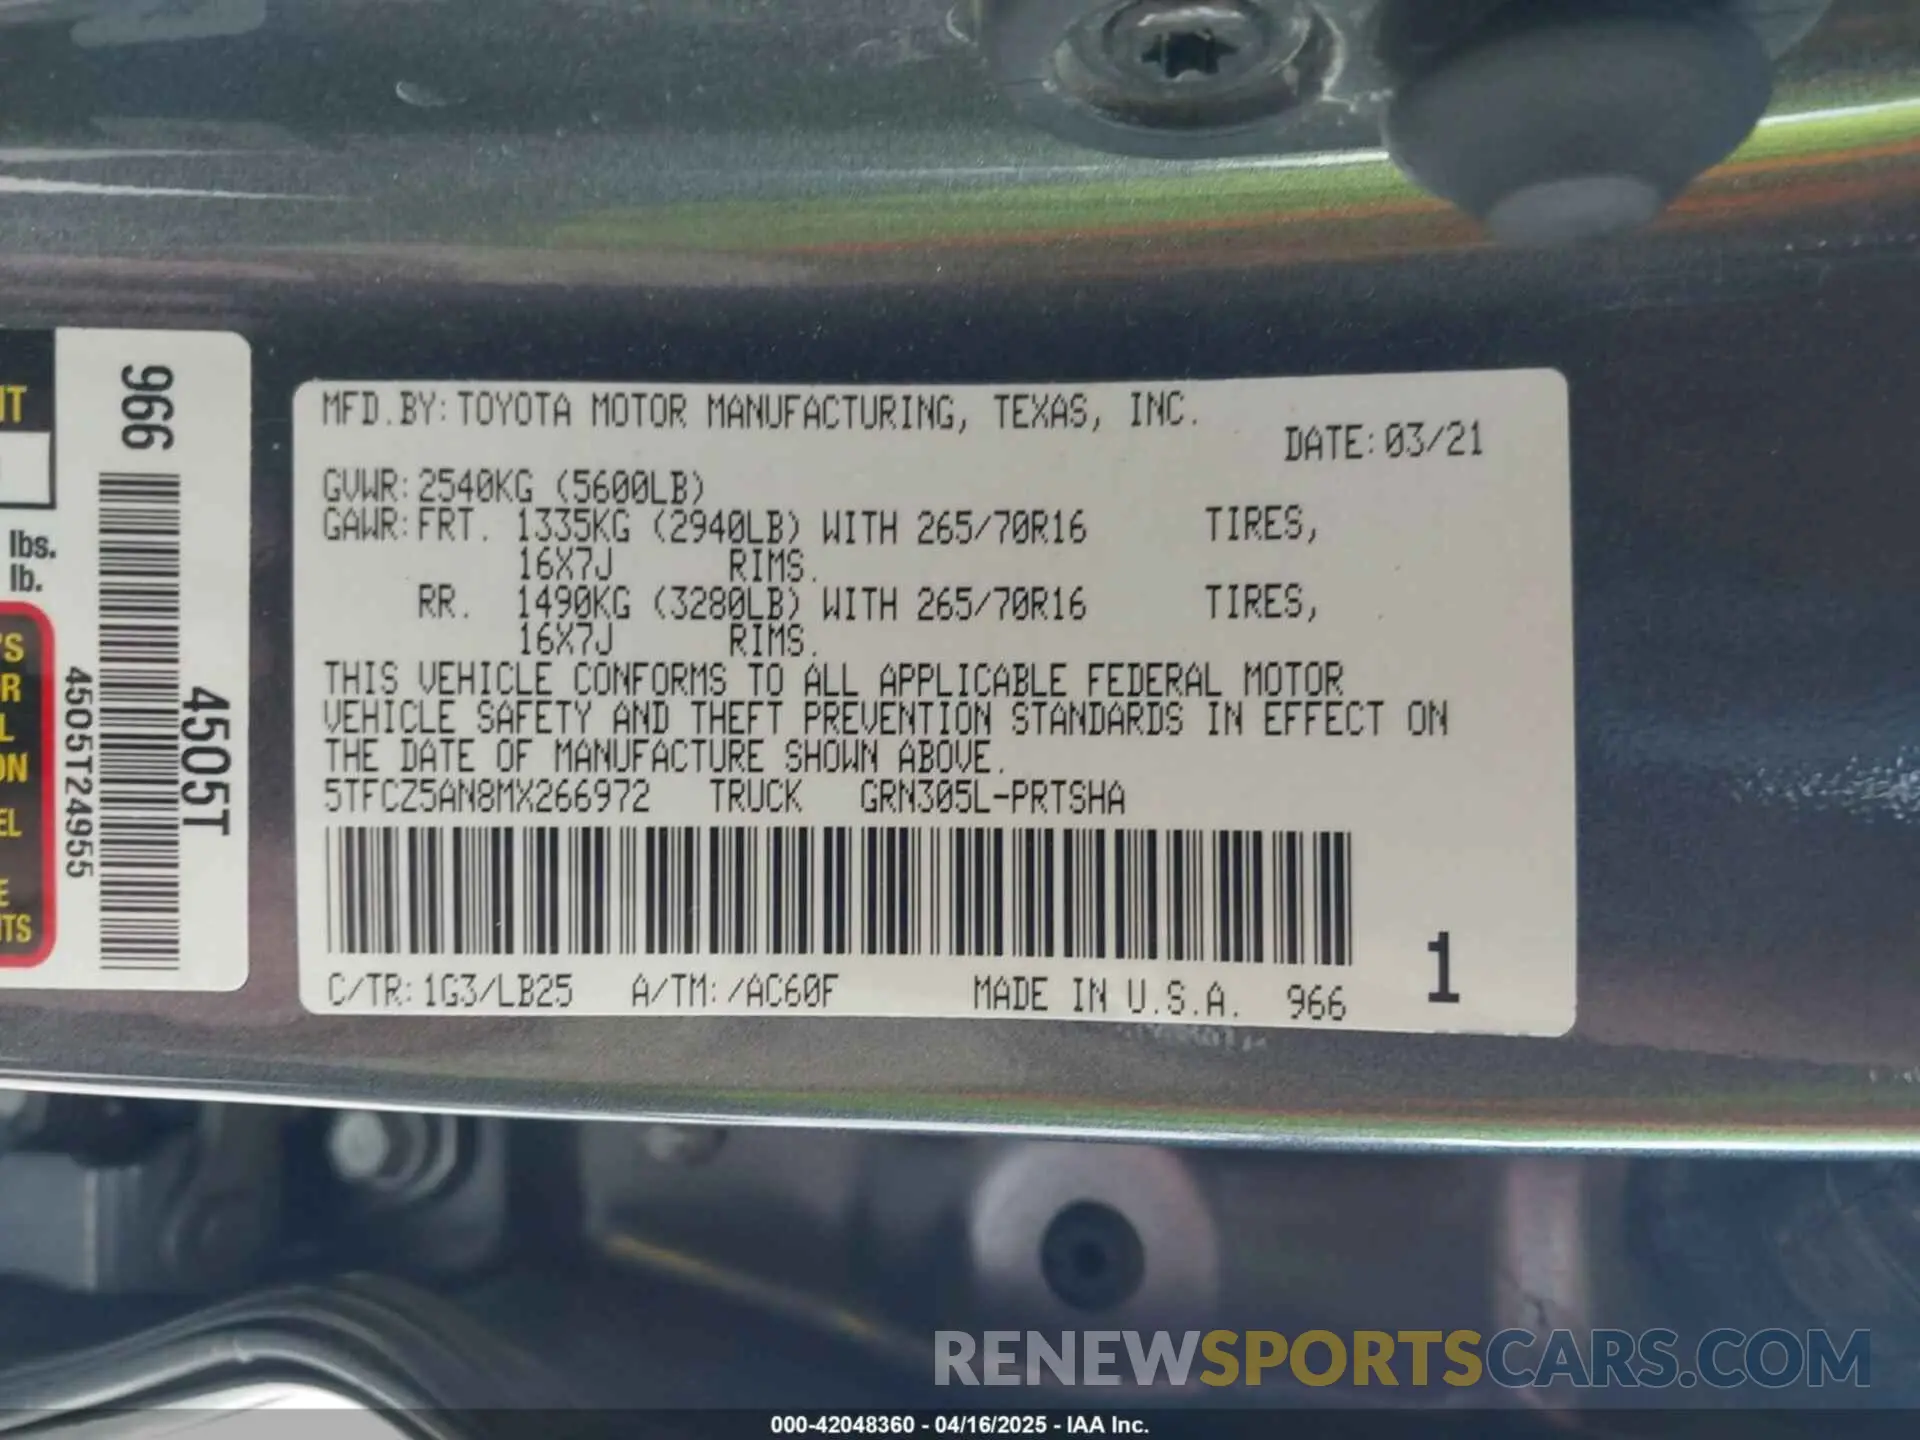 MFD.BY: TOYOTA MOTOR MANUFACTURING, TEXAS, INC.
DATE: 03/21
GVWR: 2540KG (5600LB)
GAWR: FRT. 1335KG (2940LB) WITH 265/70R16 TIRES,
16X7J RIMS.
RR. 1490KG (3280LB) WITH 265/70R16 TIRES,
16X7J RIMS.
THIS VEHICLE CONFORMS TO ALL APPLICABLE FEDERAL MOTOR
VEHICLE SAFETY AND THEFT PREVENTION STANDARDS IN EFFECT ON
THE DATE OF MANUFACTURE SHOWN ABOVE.
5TFCZ5AN8MX266972 TRUCK GRN305L-PRTSHA
C/TR: 1G3/LB25 A/TM: /AC60F MADE IN U.S.A. 966
1
966
4505T
4505T24955
lbs.
lb.
RENEWSPORTSCARS.COM
000-42048360 - 04/16/2025 - IAA Inc.